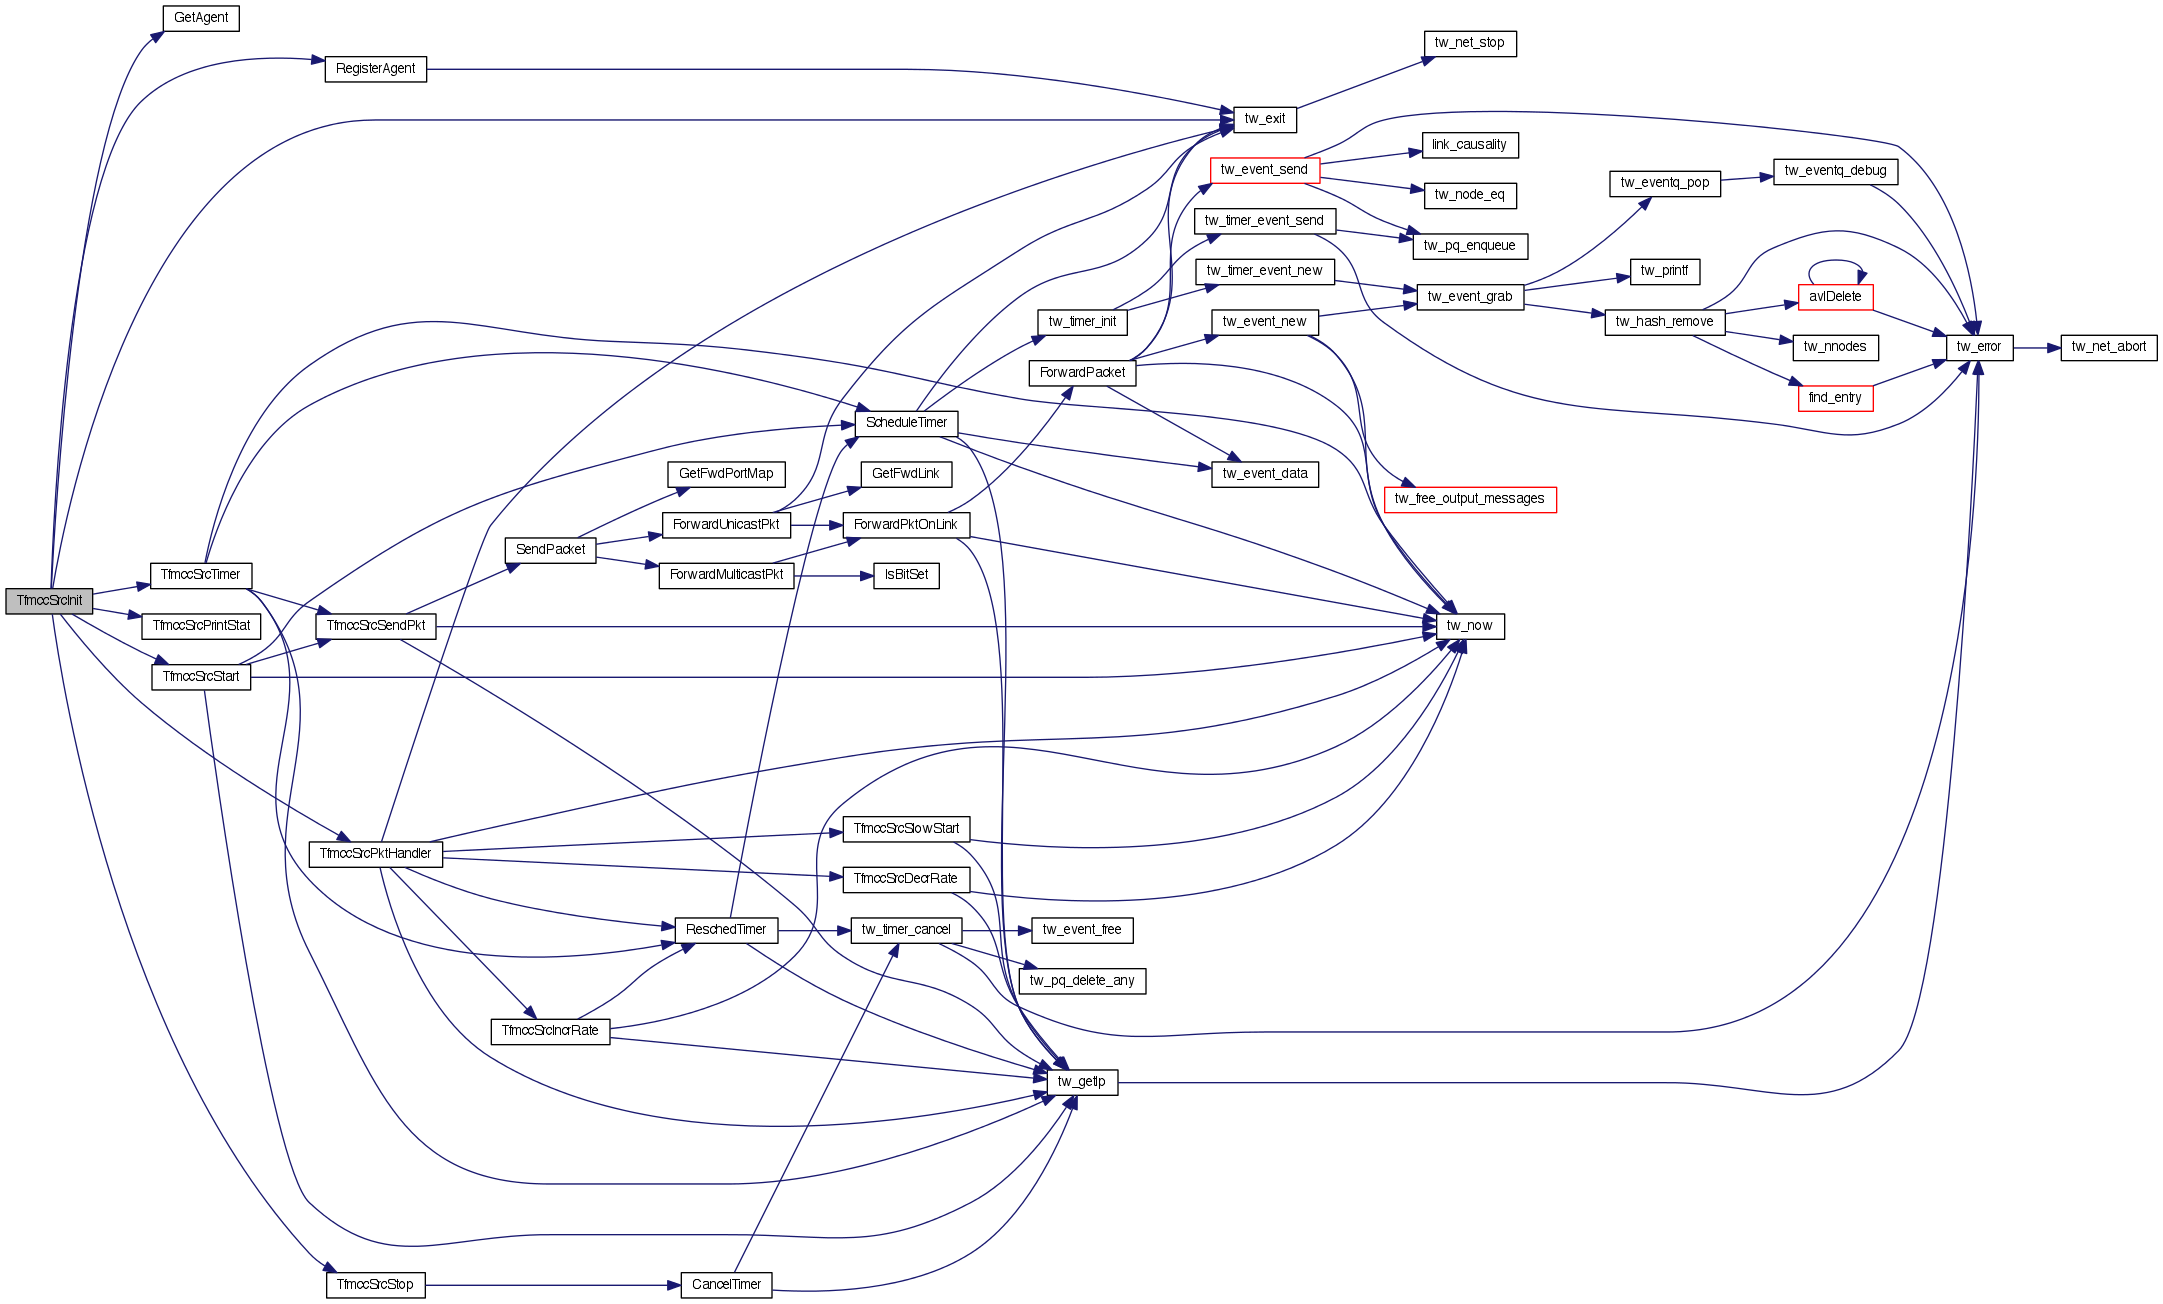 GetAgent
tw_net_stop
RegisterAgent
tw_exit
link_causality
tw_event_send
tw_eventq_debug
tw_eventq_pop
tw_node_eq
tw_timer_event_send
tw_pq_enqueue
tw_timer_event_new
tw_printf
tw_event_grab
avlDelete
tw_timer_init
tw_event_new
tw_hash_remove
tw_nnodes
tw_error
tw_net_abort
ForwardPacket
find_entry
ScheduleTimer
GetFwdPortMap
GetFwdLink
tw_event_data
tw_free_output_messages
ForwardUnicastPkt
ForwardPktOnLink
SendPacket
TfmccSrcTimer
ForwardMulticastPkt
IsBitSet
TfmccSrcInit
TfmccSrcPrintStat
TfmccSrcSendPkt
tw_now
TfmccSrcStart
TfmccSrcSlowStart
TfmccSrcPktHandler
TfmccSrcDecrRate
ReschedTimer
tw_timer_cancel
tw_event_free
tw_pq_delete_any
TfmccSrcIncrRate
tw_getlp
TfmccSrcStop
CancelTimer